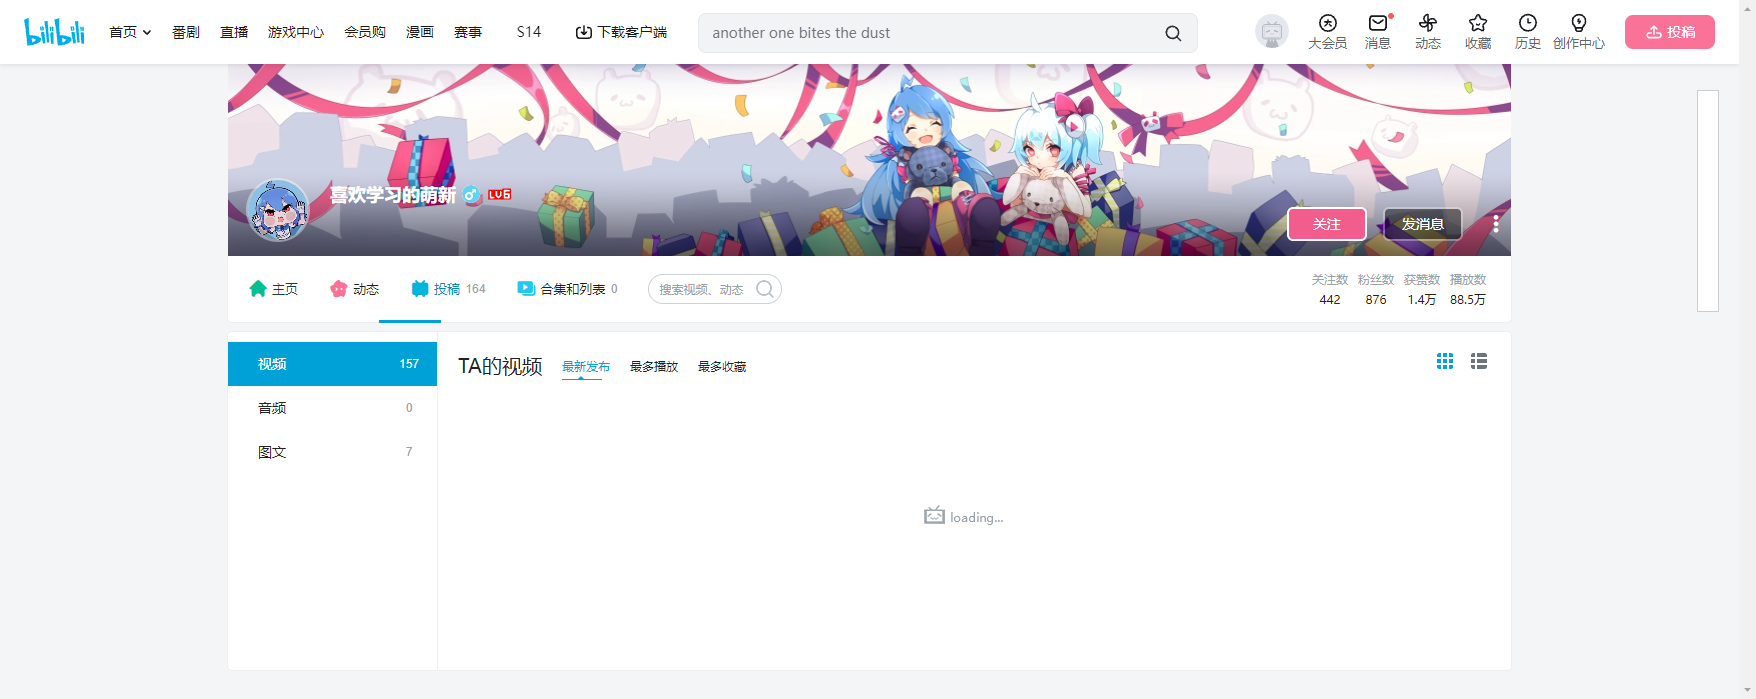 bilibili
首页 番剧 直播 游戏中心 会员购 漫画 赛事 S14 下载客户端
another one bites the dust
大会员 消息 动态 收藏 历史 创作中心
投稿
喜欢学习的萌新 LV6
关注 发消息
主页 动态 投稿 164 合集和列表 0
搜索视频、动态
关注数 粉丝数 获赞数 播放数
442 876 1.4万 88.5万
视频 157
音频 0
图文 7
TA的视频 最新发布 最多播放 最多收藏
loading...